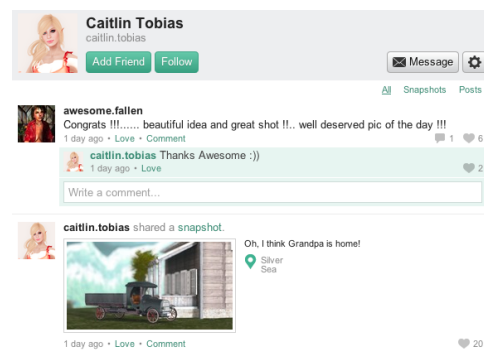 Caitlin Tobias
caitlin.tobias
Add Friend Follow Message
All Snapshots Posts
awesome.fallen
Congrats !!!...... beautiful idea and great shot !!.. well deserved pic of the day !!!
1 day ago • Love • Comment 1 6
caitlin.tobias Thanks Awesome :))
1 day ago • Love 2
Write a comment...
caitlin.tobias shared a snapshot.
Oh, I think Grandpa is home!
Silver
Sea
1 day ago • Love • Comment 20